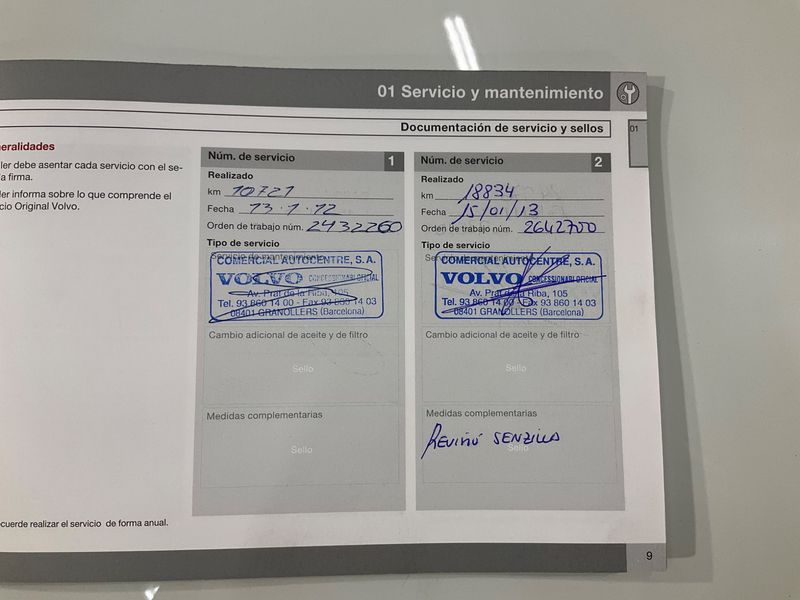 01 Servicio y mantenimiento
01
Documentación de servicio y sellos
eralidades
ler debe asentar cada servicio con el se-
a firma.
ler informa sobre lo que comprende el
cio Original Volvo.
cuerde realizar el servicio de forma anual.
Núm. de servicio 1
Realizado
km 10721
Fecha 13·1·12
Orden de trabajo núm. 2432260
Tipo de servicio
Servicio de mantenimiento
COMERCIAL AUTOCENTRE, S.A.
VOLVO CONCESSIONARI OFICIAL
Av. Prat de la Riba, 105
Tel. 93 860 14 00 - Fax 93 860 14 03
08401 GRANOLLERS (Barcelona)
Cambio adicional de aceite y de filtro
Sello
Medidas complementarias
Sello
Núm. de servicio 2
Realizado
km 18834
Fecha 15/01/13
Orden de trabajo núm. 2642700
Tipo de servicio
COMERCIAL AUTOCENTRE, S.A.
VOLVO CONCESSIONARI OFICIAL
Av. Prat de la Riba, 105
Tel. 93 860 14 00 - Fax 93 860 14 03
08401 GRANOLLERS (Barcelona)
Cambio adicional de aceite y de filtro
Sello
Medidas complementarias
REVISIÓ SENZILLA
Sello
9